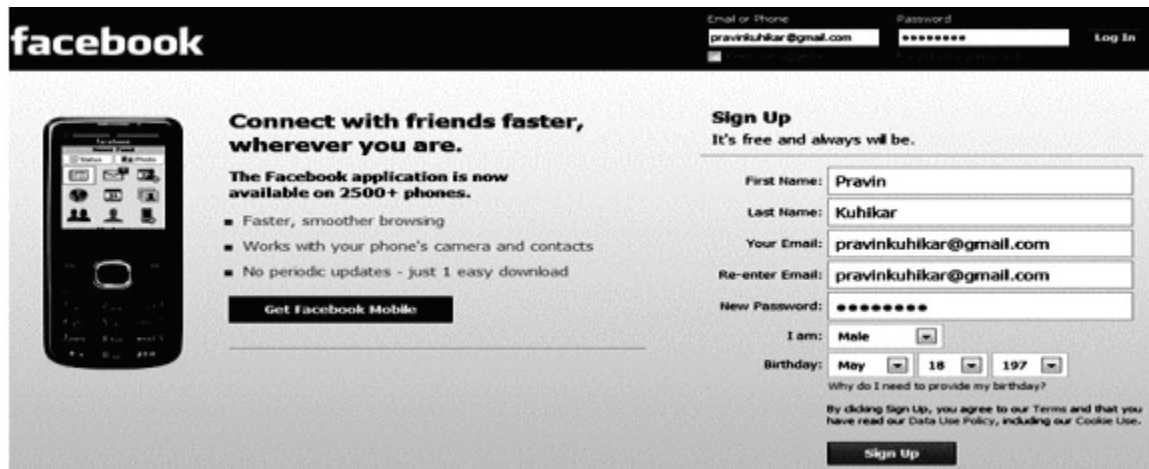 Email or Phone Password
facebook pravinkuhikar@gmail.com ●●●●●●●● Log In
Connect with friends faster,
wherever you are.
The Facebook application is now
available on 2500+ phones.
Faster, smoother browsing
Works with your phone's camera and contacts
No periodic updates - just 1 easy download
Get Facebook Mobile
facebook
Status Photo
Sign Up
It's free and always will be.
First Name: Pravin
Last Name: Kuhikar
Your Email: pravinkuhikar@gmail.com
Re-enter Email: pravinkuhikar@gmail.com
New Password: ●●●●●●●●
I am: Male
Birthday: May 18 197
Why do I need to provide my birthday?
By clicking Sign Up, you agree to our Terms and that you
have read our Data Use Policy, including our Cookie Use.
Sign Up